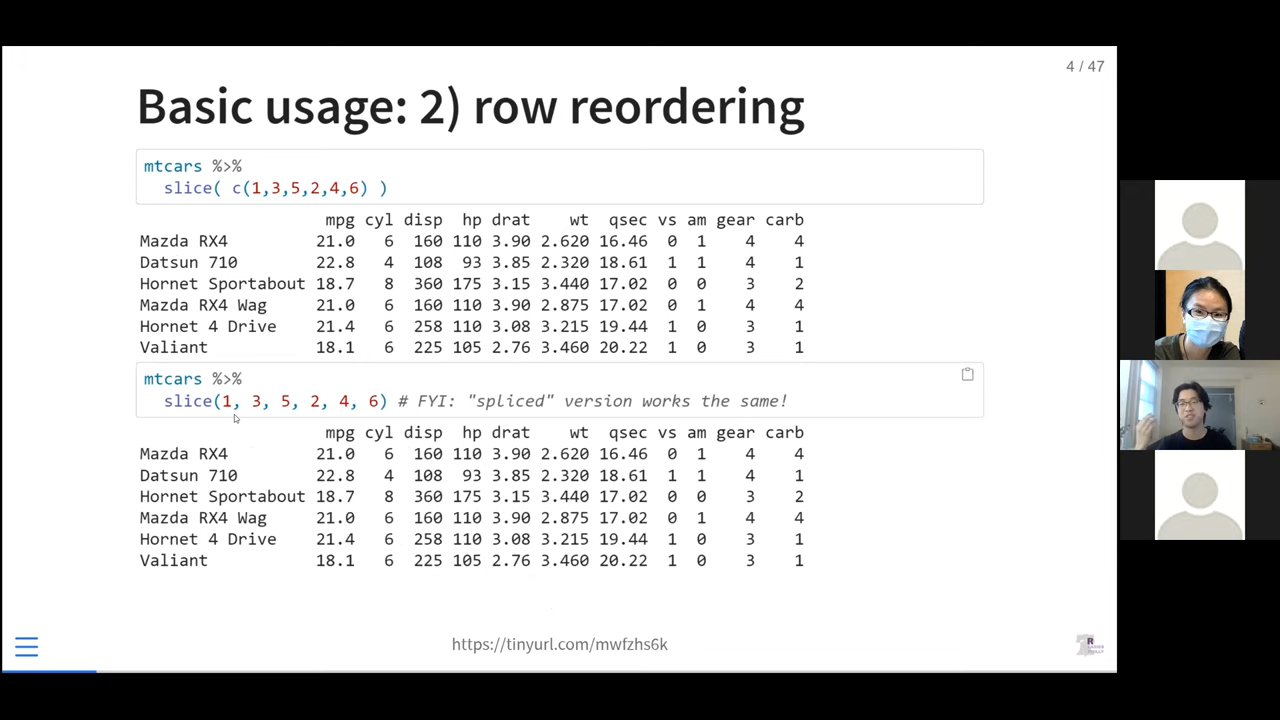 4 / 47
Basic usage: 2) row reordering
mtcars %>%
slice( c(1,3,5,2,4,6) )
mpg cyl disp hp drat wt qsec vs am gear carb
Mazda RX4 21.0 6 160 110 3.90 2.620 16.46 0 1 4 4
Datsun 710 22.8 4 108 93 3.85 2.320 18.61 1 1 4 1
Hornet Sportabout 18.7 8 360 175 3.15 3.440 17.02 0 0 3 2
Mazda RX4 Wag 21.0 6 160 110 3.90 2.875 17.02 0 1 4 4
Hornet 4 Drive 21.4 6 258 110 3.08 3.215 19.44 1 0 3 1
Valiant 18.1 6 225 105 2.76 3.460 20.22 1 0 3 1
mtcars %>%
slice(1, 3, 5, 2, 4, 6) # FYI: "spliced" version works the same!
mpg cyl disp hp drat wt qsec vs am gear carb
Mazda RX4 21.0 6 160 110 3.90 2.620 16.46 0 1 4 4
Datsun 710 22.8 4 108 93 3.85 2.320 18.61 1 1 4 1
Hornet Sportabout 18.7 8 360 175 3.15 3.440 17.02 0 0 3 2
Mazda RX4 Wag 21.0 6 160 110 3.90 2.875 17.02 0 1 4 4
Hornet 4 Drive 21.4 6 258 110 3.08 3.215 19.44 1 0 3 1
Valiant 18.1 6 225 105 2.76 3.460 20.22 1 0 3 1
https://tinyurl.com/mwfzhs6k
R